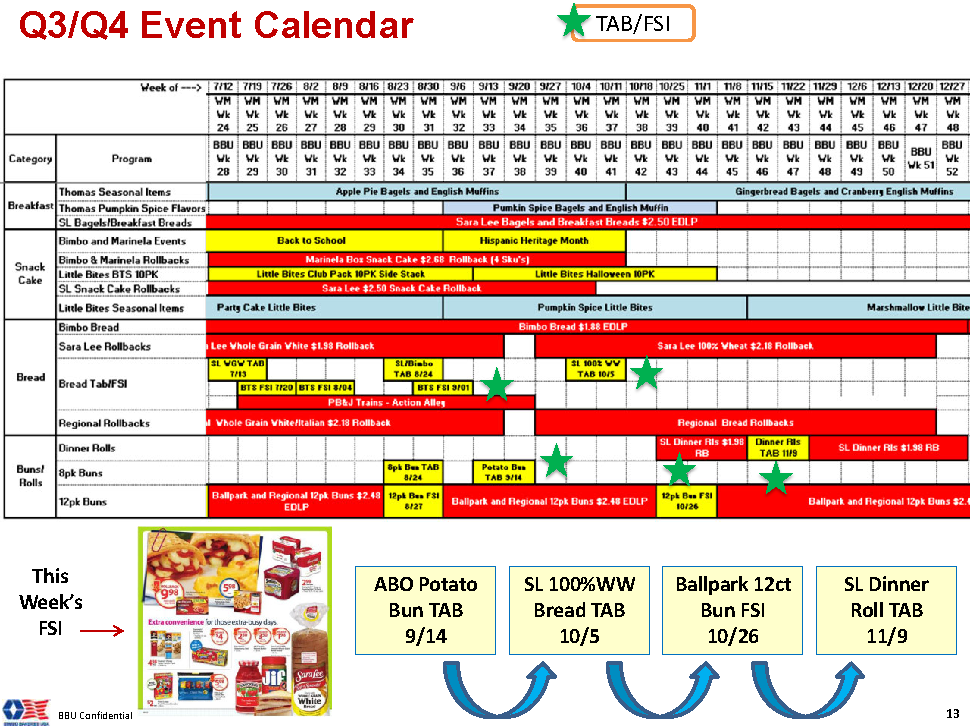 Q3/Q4 Event Calendar
TAB/FSI
Week of ---> 7/12 7/19 7/26 8/2 8/9 8/16 8/23 8/30 9/6 9/13 9/20 9/27 10/4 10/11 10/18 10/25 11/1 11/8 11/15 11/22 11/29 12/6 12/13 12/20 12/27
WM WM WM WM WM WM WM WM WM WM WM WM WM WM WM WM WM WM WM WM WM WM WM WM WM
Wk Wk Wk Wk Wk Wk Wk Wk Wk Wk Wk Wk Wk Wk Wk Wk Wk Wk Wk Wk Wk Wk Wk Wk Wk
24 25 26 27 28 29 30 31 32 33 34 35 36 37 38 39 40 41 42 43 44 45 46 47 48
Category Program
BBU BBU BBU BBU BBU BBU BBU BBU BBU BBU BBU BBU BBU BBU BBU BBU BBU BBU BBU BBU BBU BBU BBU BBU BBU
Wk Wk Wk Wk Wk Wk Wk Wk Wk Wk Wk Wk Wk Wk Wk Wk Wk Wk Wk Wk Wk Wk Wk Wk 51 Wk
28 29 30 31 32 33 34 35 36 37 38 39 40 41 42 43 44 45 46 47 48 49 50 52
Breakfast
Thomas Seasonal Items Apple Pie Bagels and English Muffins Gingerbread Bagels and Cranberry English Muffins
Thomas Pumpkin Spice Flavors Pumkin Spice Bagels and English Muffin
SL Bagels/Breakfast Breads Sara Lee Bagels and Breakfast Breads $2.50 EDLP
Snack
Cake
Bimbo and Marinela Events Back to School Hispanic Heritage Month
Bimbo & Marinela Rollbacks Marinela Box Snack Cake $2.68 Rollback (4 Sku's)
Little Bites BTS 10PK Little Bites Club Pack 10PK Side Stack Little Bites Halloween 10PK
SL Snack Cake Rollbacks Sara Lee $2.50 Snack Cake Rollback
Little Bites Seasonal Items Party Cake Little Bites Pumpkin Spice Little Bites Marshmallow Little Bite
Bread
Bimbo Bread Bimbo Bread $1.88 EDLP
Sara Lee Rollbacks Lee Whole Grain White $1.98 Rollback Sara Lee 100% Wheat $2.18 Rollback
Bread Tab/FSI
SL WGW TAB
7/13
SL/Bimbo
TAB 8/24
SL 100% WW
TAB 10/5
BTS FSI 7/20 BTS FSI 8/04 BTS FSI 9/01
PB&J Trains - Action Alley
Regional Rollbacks Whole Grain White/Italian $2.18 Rollback Regional Bread Rollbacks
Buns/
Rolls
Dinner Rolls
SL Dinner Rls $1.98
RB
Dinner Rls
TAB 11/9
SL Dinner Rls $1.98 RB
8pk Buns
8pk Bun TAB
8/24
Potato Bun
TAB 9/14
12pk Buns
Ballpark and Regional 12pk Buns $2.48
EDLP
12pk Bun FSI
8/27
Ballpark and Regional 12pk Buns $2.48 EDLP
12pk Bun FSI
10/26
Ballpark and Regional 12pk Buns $2.4
This
Week's
FSI
9.98
5.98
Extra convenience for those extra-busy days.
Jif
Sara Lee
White
Bread
ABO Potato
Bun TAB
9/14
SL 100%WW
Bread TAB
10/5
Ballpark 12ct
Bun FSI
10/26
SL Dinner
Roll TAB
11/9
BIMBO BAKERIES USA
BBU Confidential
13